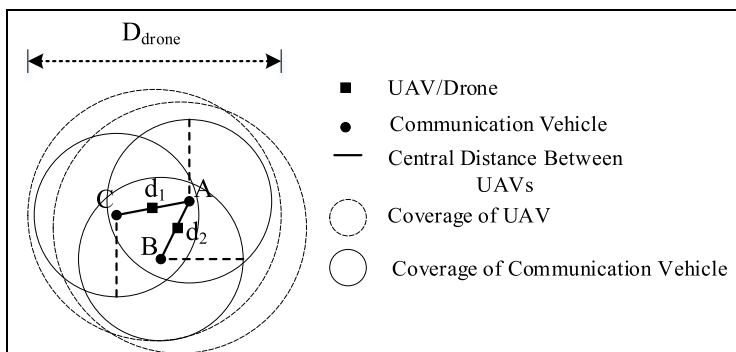 D_drone
UAV/Drone
Communication Vehicle
Central Distance Between
UAVs
Coverage of UAV
Coverage of Communication Vehicle
C
d₁
A
B
d₂